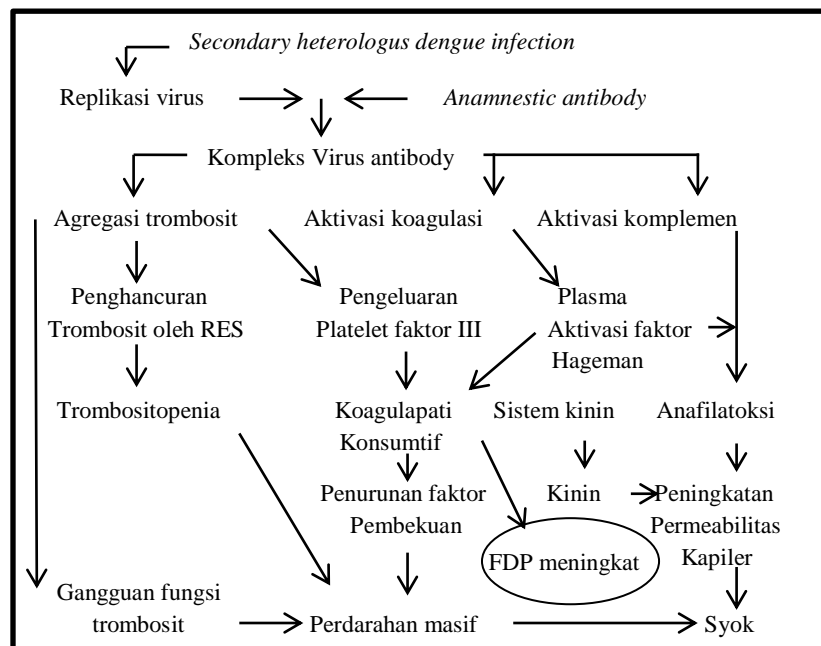 Secondary heterologus dengue infection
Replikasi virus
Anamnestic antibody
Kompleks Virus antibody
Agregasi trombosit
Aktivasi koagulasi
Aktivasi komplemen
Penghancuran
Trombosit oleh RES
Pengeluaran
Platelet faktor III
Plasma
Aktivasi faktor
Hageman
Trombositopenia
Koagulapati
Konsumtif
Sistem kinin
Anafilatoksi
Penurunan faktor
Pembekuan
Kinin
Peningkatan
Permeabilitas
Kapiler
FDP meningkat
Gangguan fungsi
trombosit
Perdarahan masif
Syok